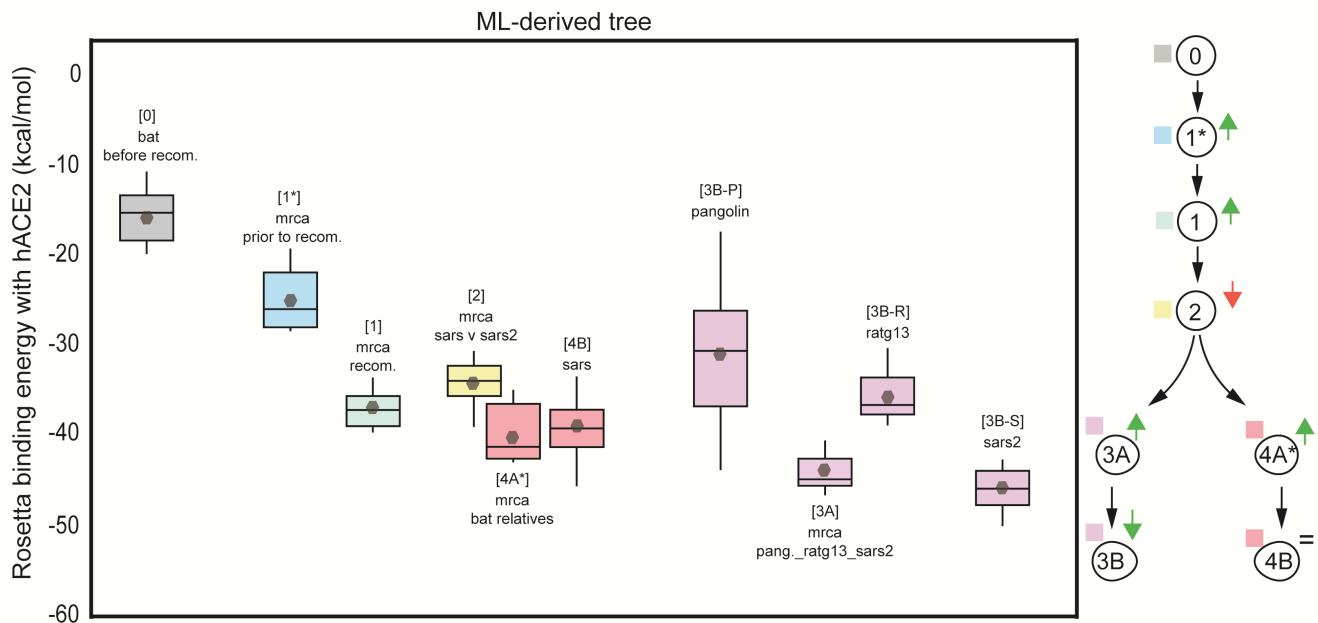 ML-derived tree
Rosetta binding energy with hACE2 (kcal/mol)
0
-10
-20
-30
-40
-50
-60
[0]
bat
before recom.
[1*]
mrca
prior to recom.
[1]
mrca
recom.
[2]
mrca
sars v sars2
[4A*]
mrca
bat relatives
[4B]
sars
[3B-P]
pangolin
[3A]
mrca
pang._ratg13_sars2
[3B-R]
ratg13
[3B-S]
sars2
0
1*
1
2
3A
4A*
3B
4B
=